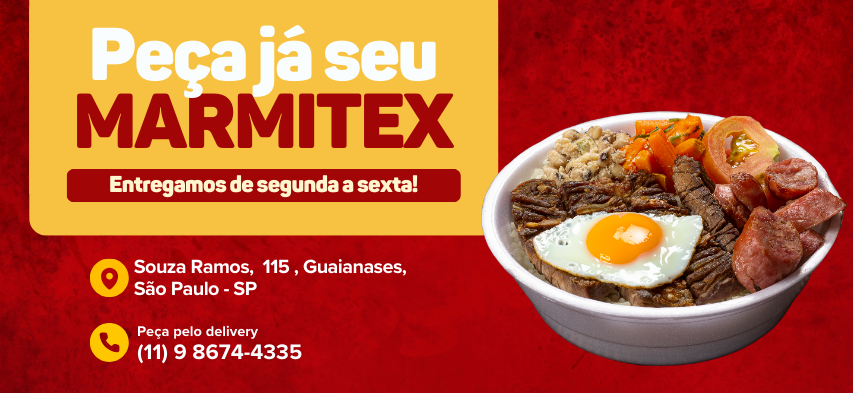 Peça já seu
MARMITEX
Entregamos de segunda a sexta!
Souza Ramos,  115 , Guaianases,
São Paulo - SP
Peça pelo delivery
(11) 9 8674-4335